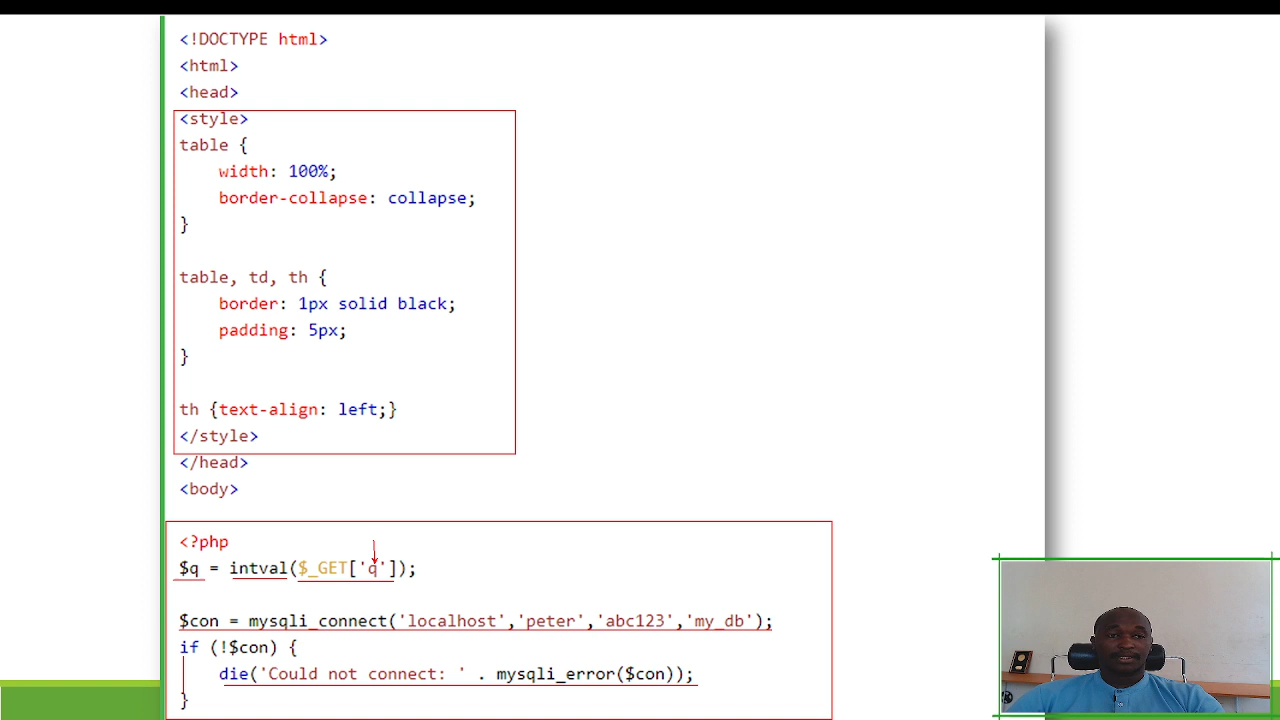 <!DOCTYPE html>
<html>
<head>
<style>
table {
    width: 100%;
    border-collapse: collapse;
}
table, td, th {
    border: 1px solid black;
    padding: 5px;
}
th {text-align: left;}
</style>
</head>
<body>
<?php
$q = intval($_GET['q']);
$con = mysqli_connect('localhost','peter','abc123','my_db');
if (!$con) {
    die('Could not connect: ' . mysqli_error($con));
}